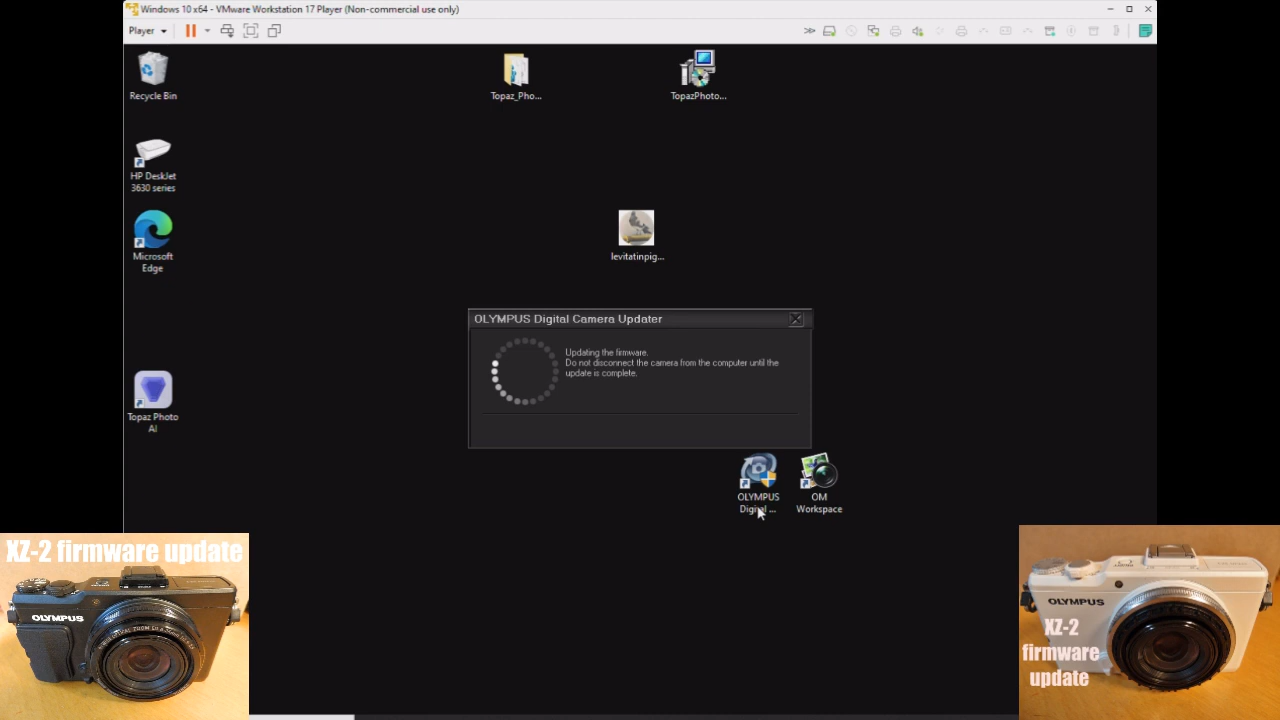 Windows 10 x64 - VMware Workstation 17 Player (Non-commercial use only)
Player
Recycle Bin
Topaz_Pho...
TopazPhoto...
HP DeskJet
3630 series
Microsoft
Edge
levitatinpig...
OLYMPUS Digital Camera Updater
Updating the firmware.
Do not disconnect the camera from the computer until the
update is complete.
Topaz Photo
AI
OLYMPUS
Digital ...
OM
Workspace
XZ-2 firmware update
OLYMPUS
OLYMPUS
XZ-2
firmware
update